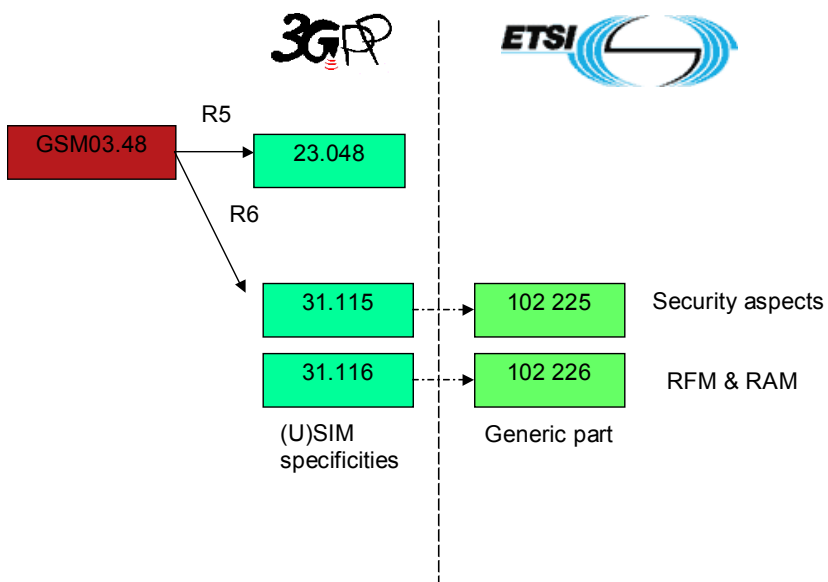 3GPP
ETSI
R5
GSM03.48
23.048
R6
31.115
102 225
Security aspects
31.116
102 226
RFM & RAM
(U)SIM
specificities
Generic part